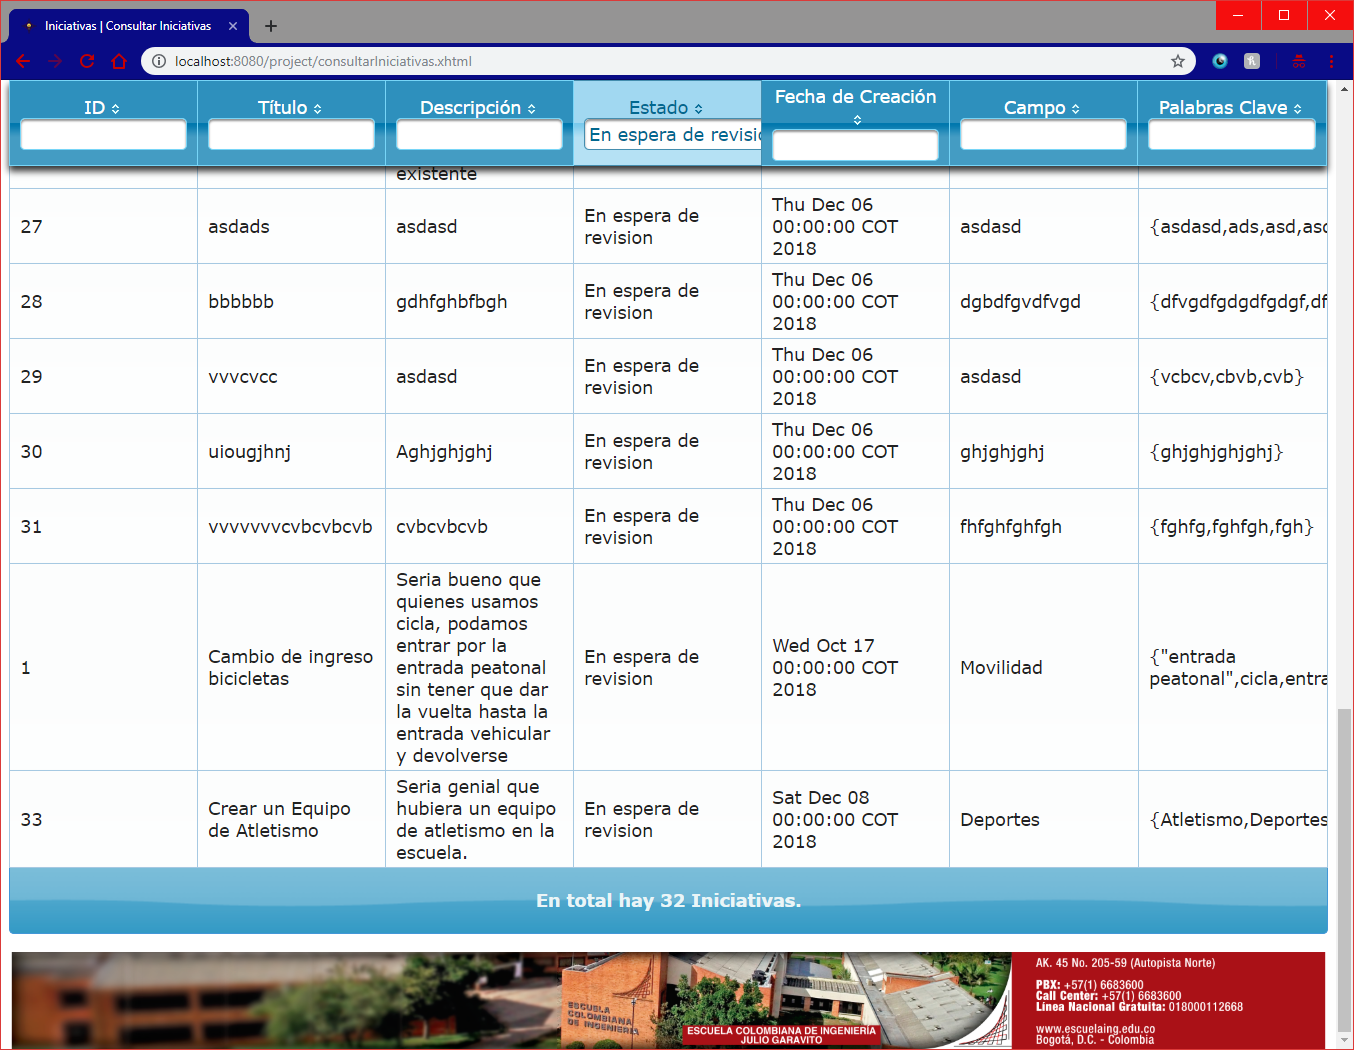 Iniciativas | Consultar Iniciativas
localhost:8080/project/consultarIniciativas.xhtml
ID
Título
Descripción
Estado
Fecha de Creación
Campo
Palabras Clave
En espera de revisio
existente
27
asdads
asdasd
En espera de
revision
Thu Dec 06
00:00:00 COT
2018
asdasd
{asdasd,ads,asd,asd
28
bbbbbb
gdhfghbfbgh
En espera de
revision
Thu Dec 06
00:00:00 COT
2018
dgbdfgvdfvgd
{dfvgdfgdgdfgdgf,df
29
vvvcvcc
asdasd
En espera de
revision
Thu Dec 06
00:00:00 COT
2018
asdasd
{vcbcv,cbvb,cvb}
30
uiougjhnj
Aghjghjghj
En espera de
revision
Thu Dec 06
00:00:00 COT
2018
ghjghjghj
{ghjghjghjghj}
31
vvvvvvvcvbcvbcvb
cvbcvbcvb
En espera de
revision
Thu Dec 06
00:00:00 COT
2018
fhfghfghfgh
{fghfg,fghfgh,fgh}
1
Cambio de ingreso
bicicletas
Seria bueno que
quienes usamos
cicla, podamos
entrar por la
entrada peatonal
sin tener que dar
la vuelta hasta la
entrada vehicular
y devolverse
En espera de
revision
Wed Oct 17
00:00:00 COT
2018
Movilidad
{"entrada
peatonal",cicla,entra
33
Crear un Equipo
de Atletismo
Seria genial que
hubiera un equipo
de atletismo en la
escuela.
En espera de
revision
Sat Dec 08
00:00:00 COT
2018
Deportes
{Atletismo,Deportes
En total hay 32 Iniciativas.
ESCUELA
COLOMBIANA
DE INGENIERÍA
ESCUELA COLOMBIANA DE INGENIERÍA
JULIO GARAVITO
AK. 45 No. 205-59 (Autopista Norte)
PBX: +57(1) 6683600
Call Center: +57(1) 6683600
Línea Nacional Gratuita: 018000112668
www.escuelaing.edu.co
Bogotá, D.C. - Colombia